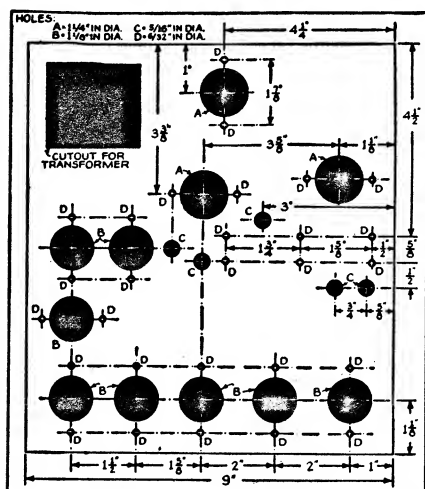 HOLES:
A=1 1/4" IN DIA. C=5/16" IN DIA.
B=1 1/8" IN DIA. D=6/32" IN DIA.
4 1/4"
D
1"
1 7/8"
A
D
4 1/2"
3 3/8"
CUTOUT FOR
TRANSFORMER
3 5/8"
1 1/8"
A
A
D
D
D
D
3"
C
D
D
B
D
D
D
C
1 3/4"
1 5/8"
1/2"
5/8"
C
D
D
D
D
D
C
1/2"
D
D
3/4"
5/8"
B
D
D
D
D
D
B
B
B
B
1 1/8"
D
D
D
D
D
1 1/2"
1 5/8"
2"
2"
1"
9"